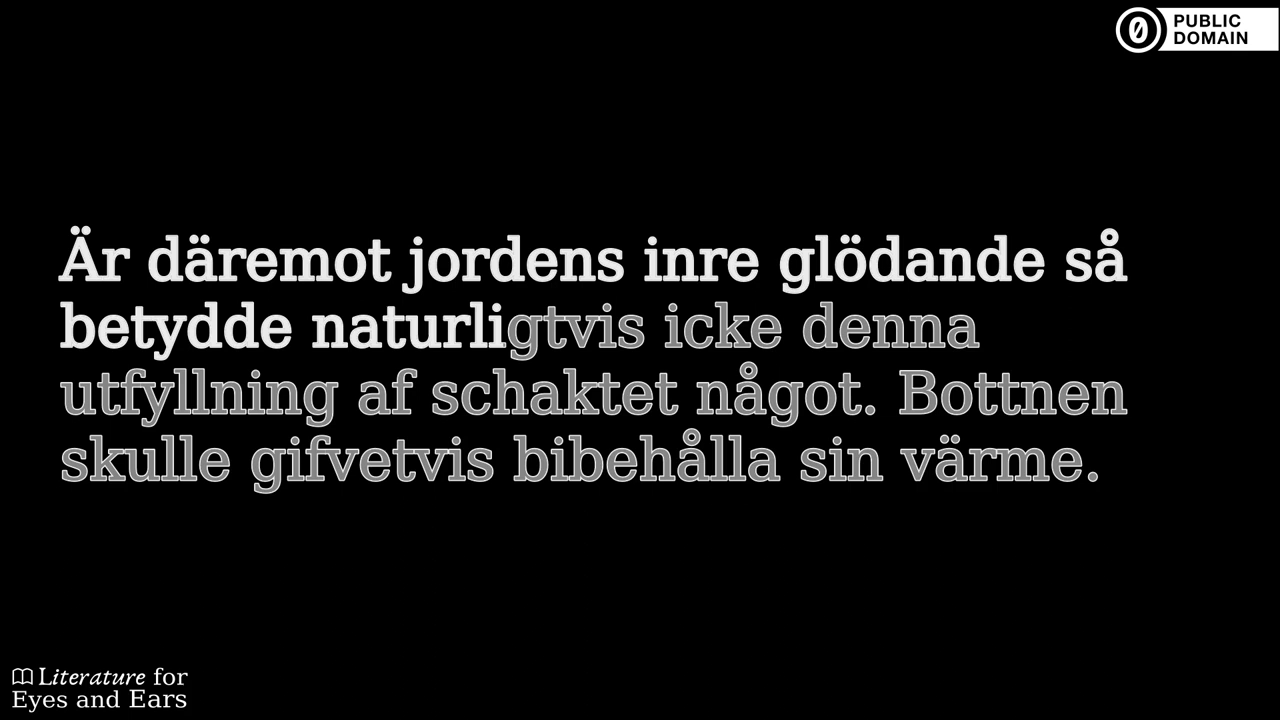 PUBLIC
DOMAIN
Är däremot jordens inre glödande så
betydde naturligtvis icke denna
utfyllning af schaktet något. Bottnen
skulle gifvetvis bibehålla sin värme.
Literature for
Eyes and Ears